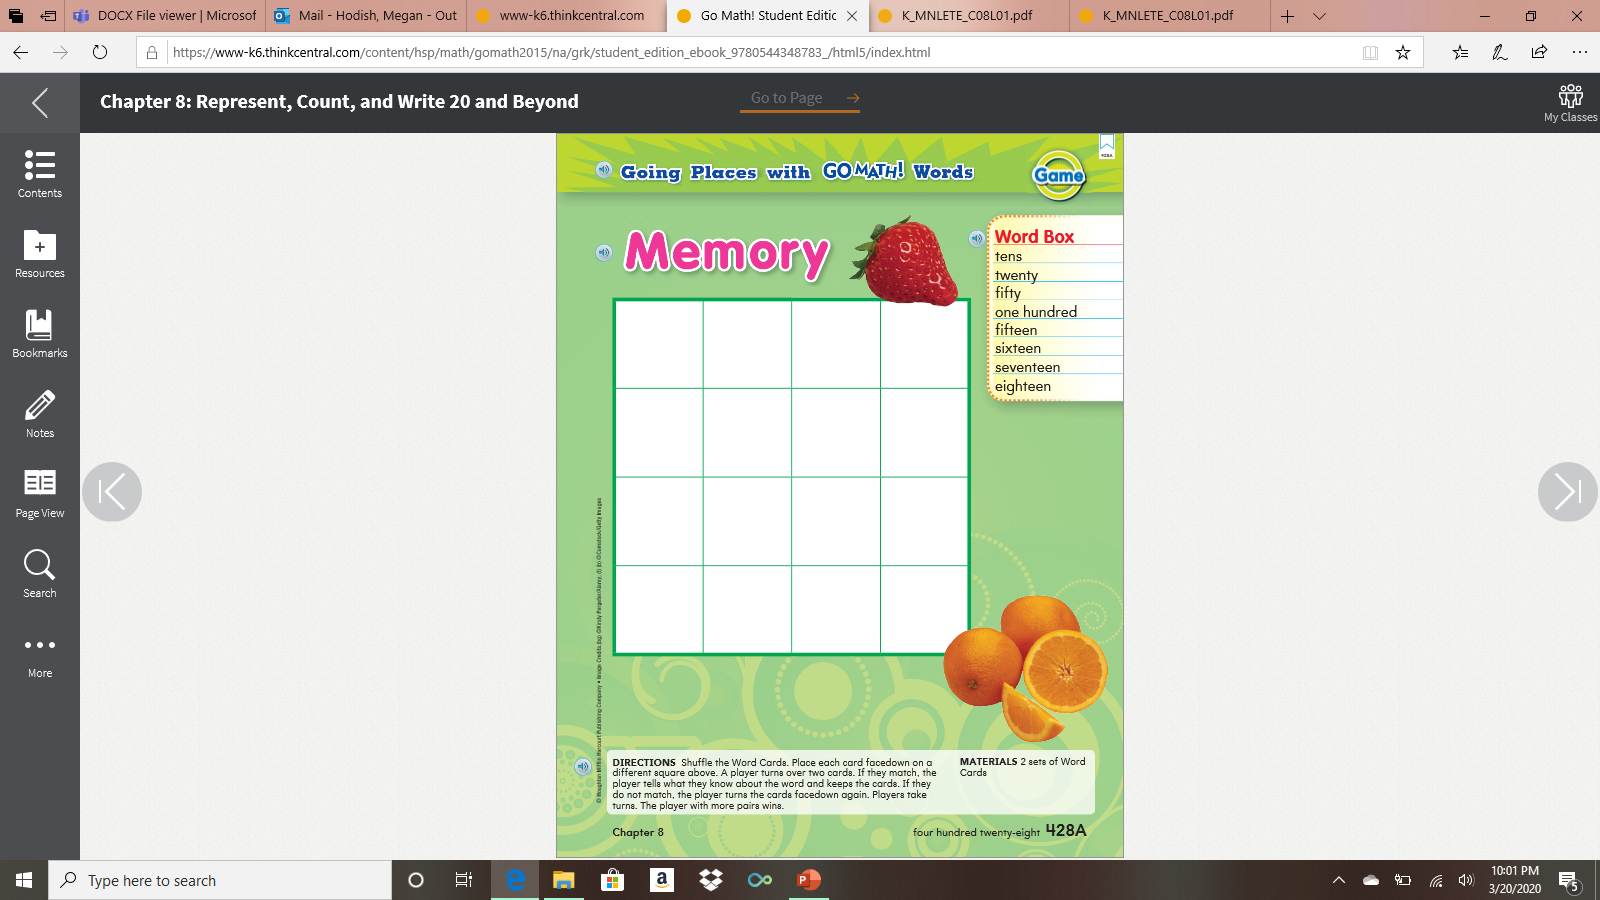 DOCX File viewer | Microsof
Mail - Hodish, Megan - Out
www-k6.thinkcentral.com
Go Math! Student Editic
K_MNLETE_C08L01.pdf
K_MNLETE_C08L01.pdf
https://www-k6.thinkcentral.com/content/hsp/math/gomath2015/na/grk/student_edition_ebook_9780544348783_/html5/index.html
Chapter 8: Represent, Count, and Write 20 and Beyond
Go to Page
My Classes
Contents
Resources
Bookmarks
Notes
Page View
Search
More
428A
Going Places with GO MATH! Words
Game
Memory
Word Box
tens
twenty
fifty
one hundred
fifteen
sixteen
seventeen
eighteen
DIRECTIONS Shuffle the Word Cards. Place each card facedown on a
different square above. A player turns over two cards. If they match, the
player tells what they know about the word and keeps the cards. If they
do not match, the player turns the cards facedown again. Players take
turns. The player with more pairs wins.
MATERIALS 2 sets of Word
Cards
Chapter 8
four hundred twenty-eight 428A
Type here to search
10:01 PM
3/20/2020
5